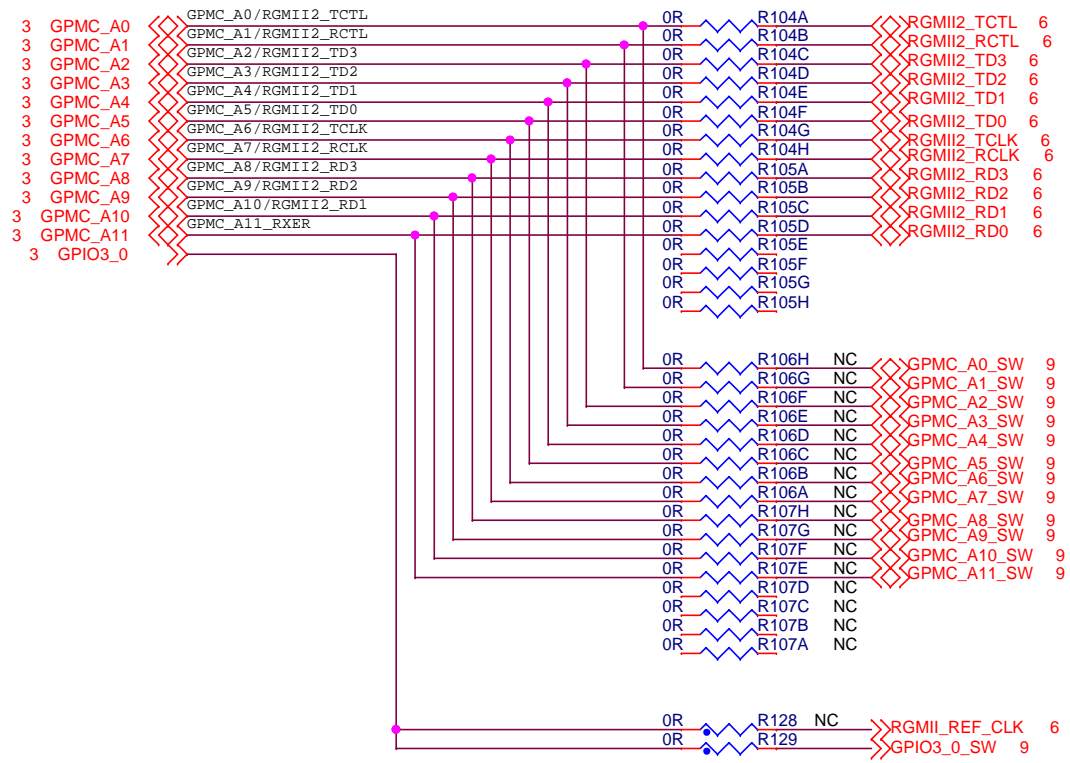 GPMC_A0/RGMII2_TCTL 0R R104A
3 GPMC_A0 RGMII2_TCTL 6
GPMC_A1/RGMII2_RCTL 0R R104B
3 GPMC_A1 RGMII2_RCTL 6
GPMC_A2/RGMII2_TD3 0R R104C
3 GPMC_A2 RGMII2_TD3 6
GPMC_A3/RGMII2_TD2 0R R104D
3 GPMC_A3 RGMII2_TD2 6
GPMC_A4/RGMII2_TD1 0R R104E
3 GPMC_A4 RGMII2_TD1 6
GPMC_A5/RGMII2_TD0 0R R104F
3 GPMC_A5 RGMII2_TD0 6
GPMC_A6/RGMII2_TCLK 0R R104G
3 GPMC_A6 RGMII2_TCLK 6
GPMC_A7/RGMII2_RCLK 0R R104H
3 GPMC_A7 RGMII2_RCLK 6
GPMC_A8/RGMII2_RD3 0R R105A
3 GPMC_A8 RGMII2_RD3 6
GPMC_A9/RGMII2_RD2 0R R105B
3 GPMC_A9 RGMII2_RD2 6
GPMC_A10/RGMII2_RD1 0R R105C
3 GPMC_A10 RGMII2_RD1 6
GPMC_A11_RXER 0R R105D
3 GPMC_A11 RGMII2_RD0 6
0R R105E
3 GPIO3_0
0R R105F
0R R105G
0R R105H
0R R106H NC GPMC_A0_SW 9
0R R106G NC GPMC_A1_SW 9
0R R106F NC GPMC_A2_SW 9
0R R106E NC GPMC_A3_SW 9
0R R106D NC GPMC_A4_SW 9
0R R106C NC GPMC_A5_SW 9
0R R106B NC GPMC_A6_SW 9
0R R106A NC GPMC_A7_SW 9
0R R107H NC GPMC_A8_SW 9
0R R107G NC GPMC_A9_SW 9
0R R107F NC GPMC_A10_SW 9
0R R107E NC GPMC_A11_SW 9
0R R107D NC
0R R107C NC
0R R107B NC
0R R107A NC
0R R128 NC RGMII_REF_CLK 6
0R R129 GPIO3_0_SW 9